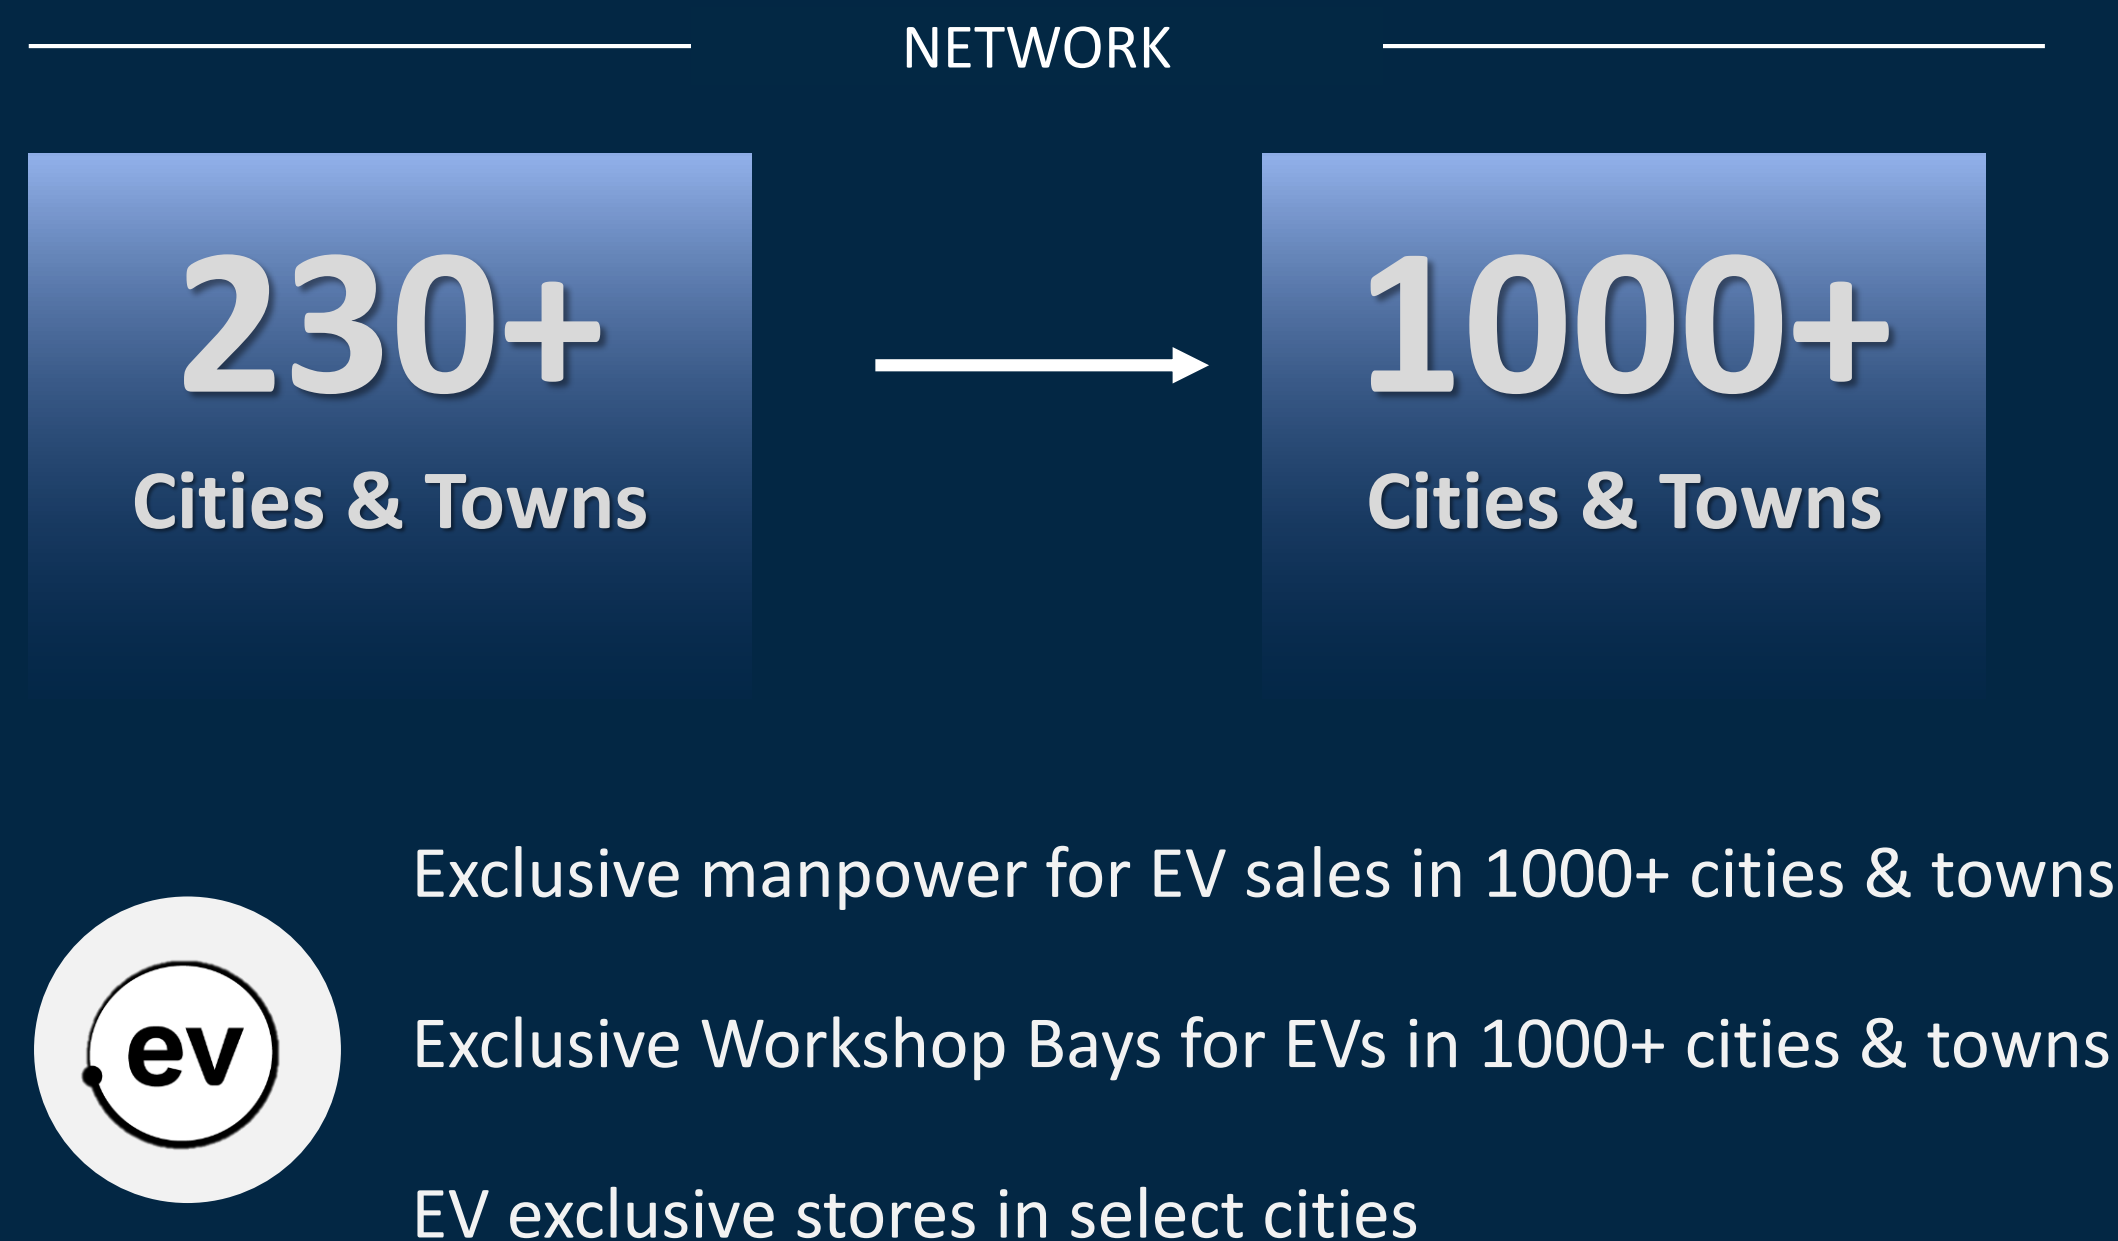 NETWORK
230+
Cities & Towns
1000+
Cities & Towns
Exclusive manpower for EV sales in 1000+ cities & towns
.ev
Exclusive Workshop Bays for EVs in 1000+ cities & towns
EV exclusive stores in select cities